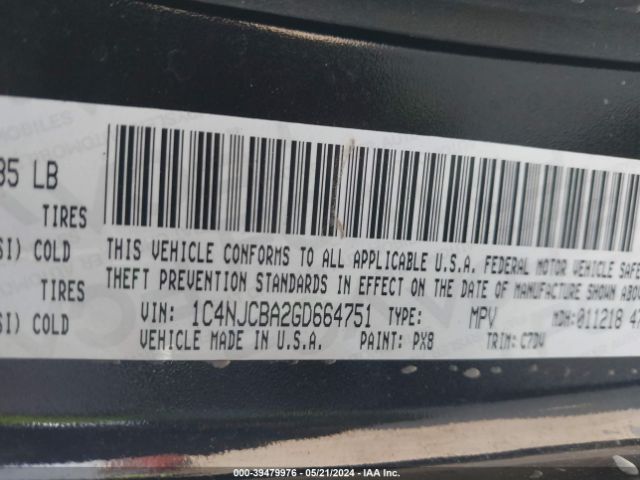 35 LB
TIRES
SI) COLD
TIRES
SI) COLD
THIS VEHICLE CONFORMS TO ALL APPLICABLE U.S.A. FEDERAL MOTOR VEHICLE SAFE
THEFT PREVENTION STANDARDS IN EFFECT ON THE DATE OF MANUFACTURE SHOWN ABO
VIN: 1C4NJCBA2GD664751 TYPE: MPV MDH:011218 47
VEHICLE MADE IN U.S.A. PAINT: PX8 TRIM: C7DV
000-39479976 - 05/21/2024 - IAA Inc.